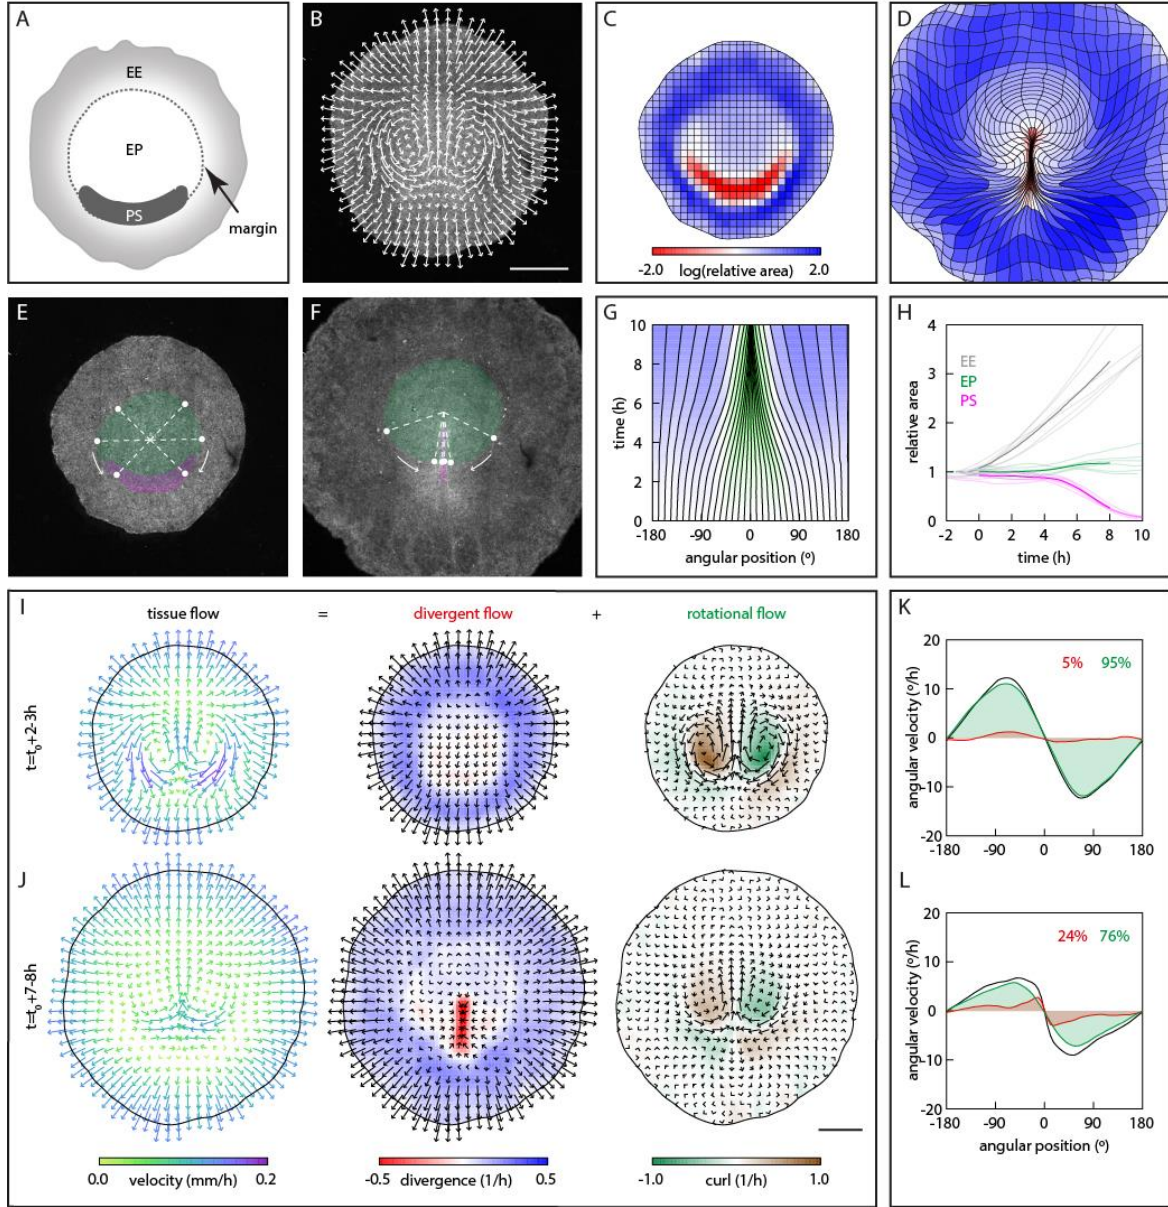 A
EE
EP
PS
margin
B
C
-2.0 log(relative area) 2.0
D
E
F
G
time (h)
10
8
6
4
2
0
-180 -90 0 90 180
angular position (º)
H
relative area
4
3
2
1
0
EE
EP
PS
-2 0 2 4 6 8 10
time (h)
I
tissue flow = divergent flow + rotational flow
t=t₀+2-3h
J
t=t₀+7-8h
0.0 velocity (mm/h) 0.2
-0.5 divergence (1/h) 0.5
-1.0 curl (1/h) 1.0
K
angular velocity (º/h)
20
10
0
-10
-20
5% 95%
-180 -90 0 90 180
L
angular velocity (º/h)
20
10
0
-10
-20
24% 76%
-180 -90 0 90 180
angular position (º)